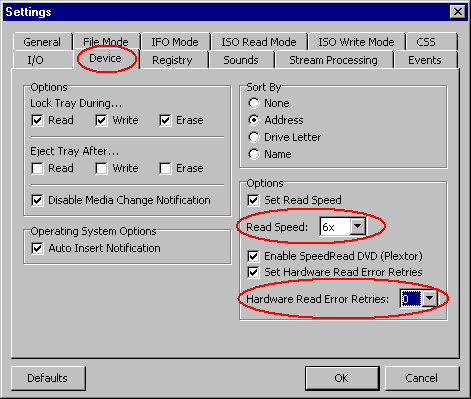 Settings
General File Mode IFO Mode ISO Read Mode ISO Write Mode CSS
I/O Device Registry Sounds Stream Processing Events
Options
Lock Tray During...
Read Write Erase
Eject Tray After...
Read Write Erase
Disable Media Change Notification
Operating System Options
Auto Insert Notification
Sort By
None
Address
Drive Letter
Name
Options
Set Read Speed
Read Speed: 6x
Enable SpeedRead DVD (Plextor)
Set Hardware Read Error Retries
Hardware Read Error Retries: 0
Defaults OK Cancel